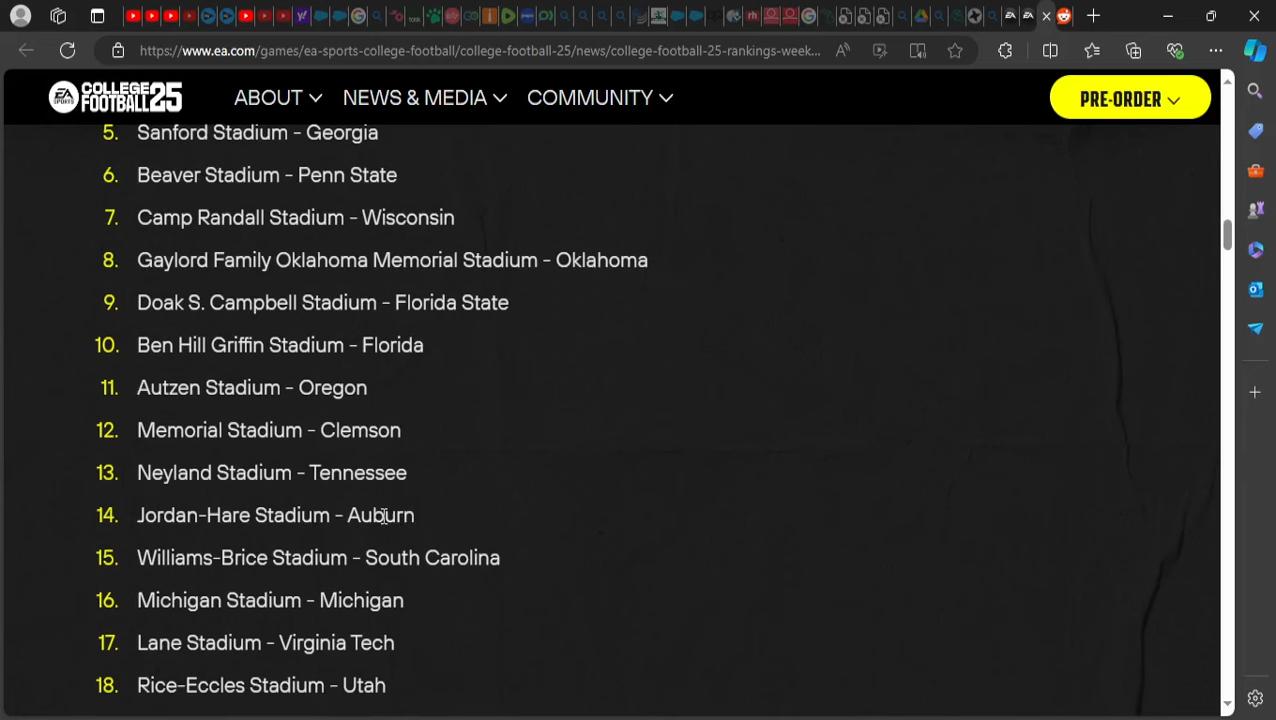 https://www.ea.com/games/ea-sports-college-football/college-football-25/news/college-football-25-rankings-week...
EA SPORTS COLLEGE FOOTBALL 25
ABOUT
NEWS & MEDIA
COMMUNITY
PRE-ORDER
5. Sanford Stadium - Georgia
6. Beaver Stadium - Penn State
7. Camp Randall Stadium - Wisconsin
8. Gaylord Family Oklahoma Memorial Stadium - Oklahoma
9. Doak S. Campbell Stadium - Florida State
10. Ben Hill Griffin Stadium - Florida
11. Autzen Stadium - Oregon
12. Memorial Stadium - Clemson
13. Neyland Stadium - Tennessee
14. Jordan-Hare Stadium - Auburn
15. Williams-Brice Stadium - South Carolina
16. Michigan Stadium - Michigan
17. Lane Stadium - Virginia Tech
18. Rice-Eccles Stadium - Utah